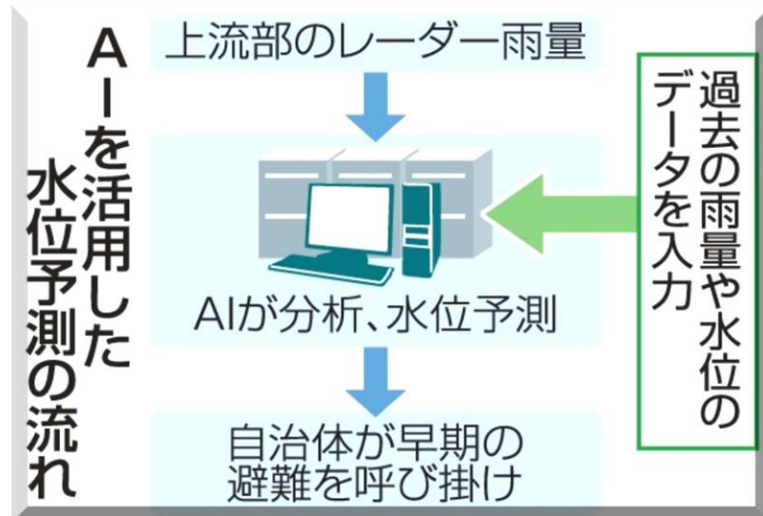 AIを活用した
水位予測の流れ
上流部のレーダー雨量
過去の雨量や水位の
データを入力
AIが分析、水位予測
自治体が早期の
避難を呼び掛け